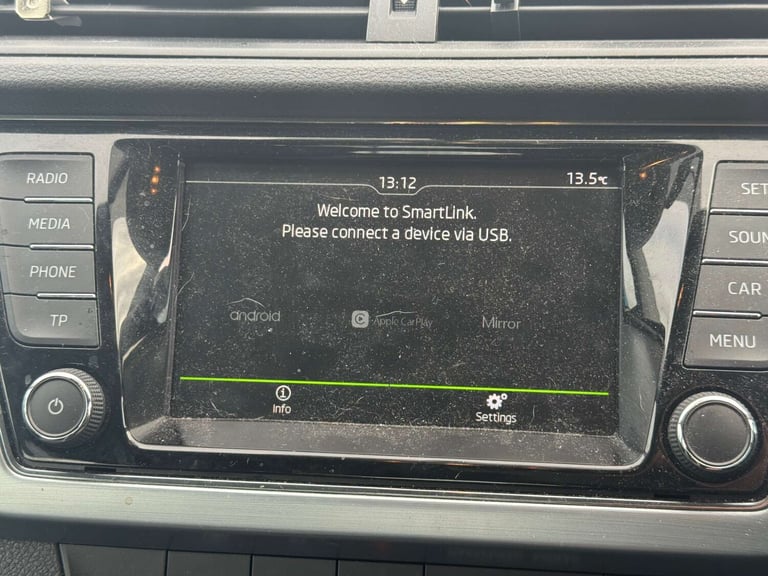 13:12
13.5°C
Welcome to SmartLink.
Please connect a device via USB.
android
Apple CarPlay
Mirror
Info
Settings
RADIO
MEDIA
PHONE
TP
SET
SOUN
CAR
MENU